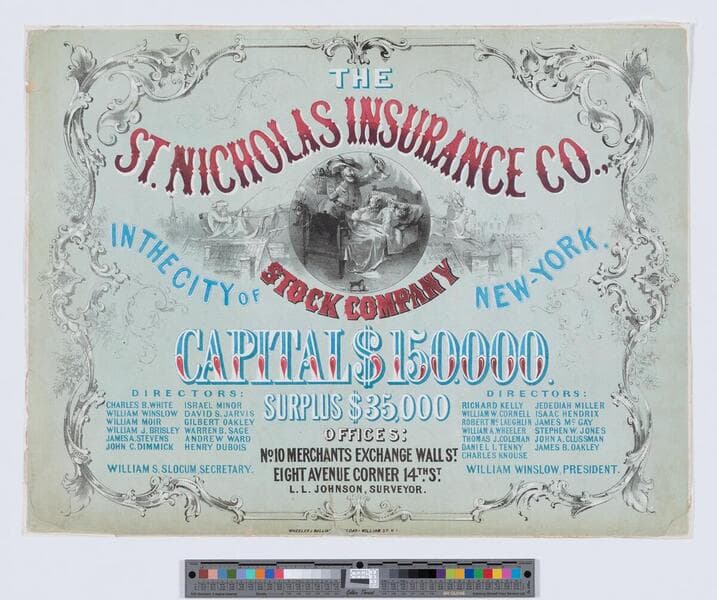 THE
ST. NICHOLAS INSURANCE CO.,
IN THE CITY OF
NEW-YORK.
STOCK COMPANY
CAPITAL $150.000.
SURPLUS $35,000
DIRECTORS:
CHARLES B. WHITE ISRAEL MINOR
WILLIAM WINSLOW DAVID S. JARVIS
WILLIAM MOIR GILBERT OAKLEY
WILLIAM J. BRISLEY WARREN B. SAGE
JAMES A. STEVENS ANDREW WARD
JOHN C. DIMMICK HENRY DUBOIS
WILLIAM S. SLOCUM, SECRETARY.
OFFICES:
No 10 MERCHANTS EXCHANGE WALL ST.
EIGHT AVENUE CORNER 14TH ST.
L. L. JOHNSON, SURVEYOR.
DIRECTORS:
RICHARD KELLY JEDEDIAH MILLER
WILLIAM W. CORNELL ISAAC HENDRIX
ROBERT Mc LAUGHLIN JAMES Mc GAY
WILLIAM A. WHEELER STEPHEN W. JONES
THOMAS J. COLEMAN JOHN A. CLUSSMAN
DANIEL I. TENNY JAMES B. OAKLEY
CHARLES KNOUSE
WILLIAM WINSLOW, PRESIDENT.
WILLIAM ST.